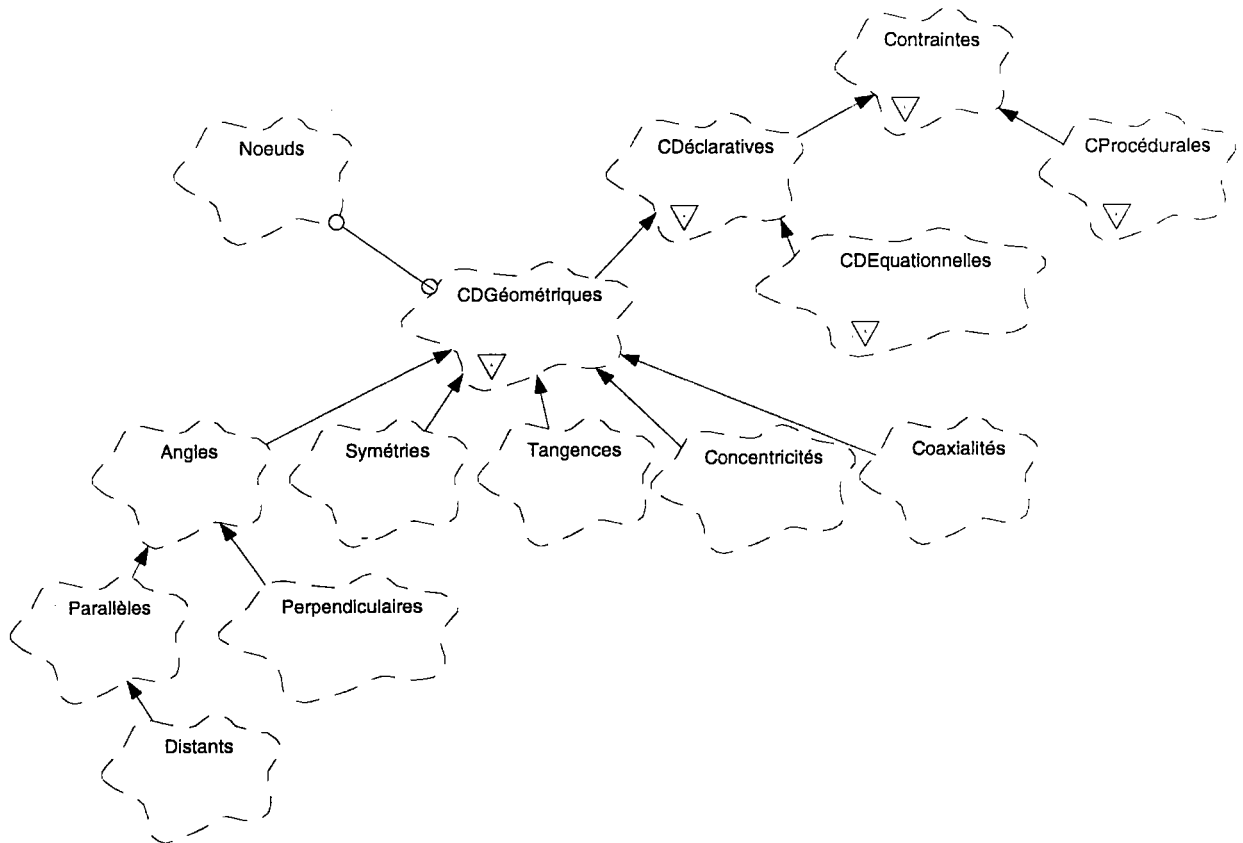 Contraintes
Noeuds
CDéclaratives
CProcédurales
CDEquationnelles
CDGéométriques
Angles
Symétries
Tangences
Concentricités
Coaxialités
Parallèles
Perpendiculaires
Distants